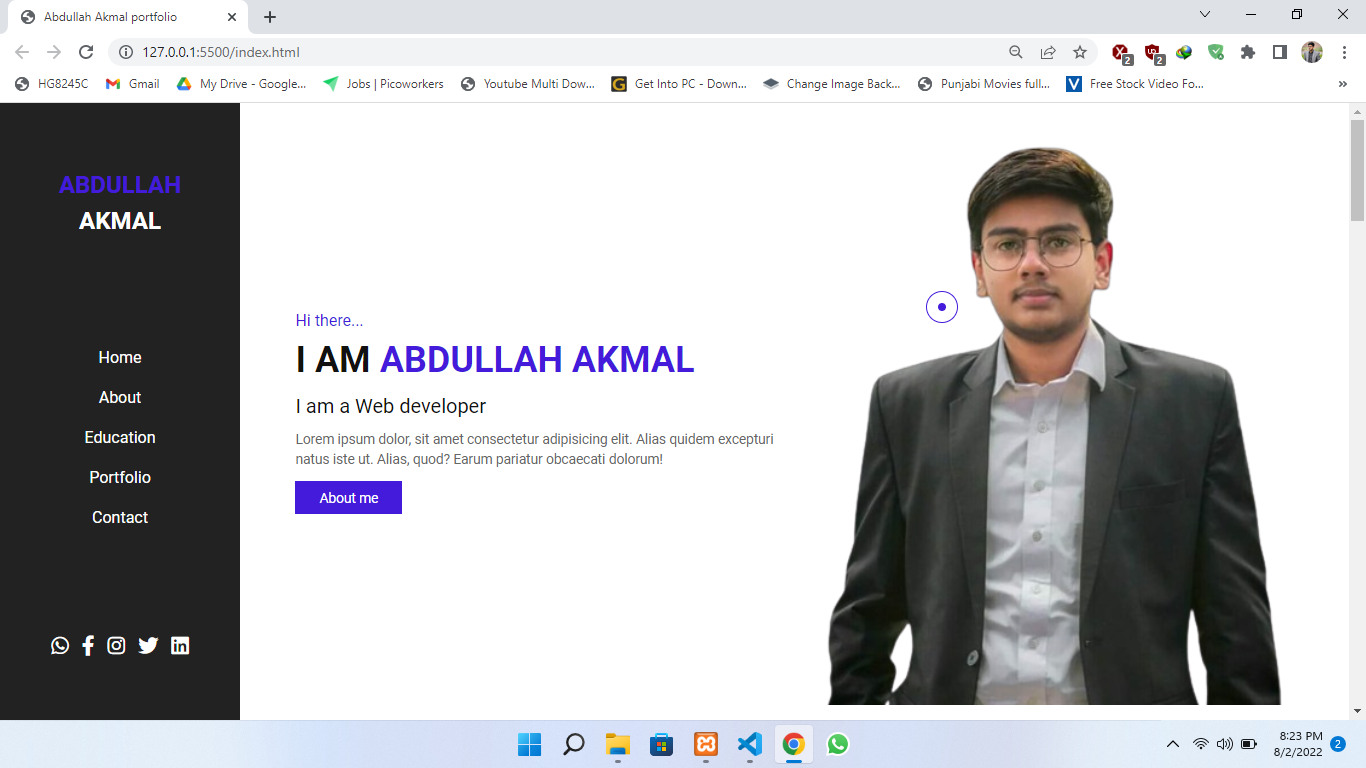 Abdullah Akmal portfolio
127.0.0.1:5500/index.html
2
2
HG8245C
Gmail
My Drive - Google...
Jobs | Picoworkers
Youtube Multi Dow...
Get Into PC - Down...
Change Image Back...
Punjabi Movies full...
Free Stock Video Fo...
»
ABDULLAH
AKMAL
Home
About
Education
Portfolio
Contact
Hi there...
I AM ABDULLAH AKMAL
I am a Web developer
Lorem ipsum dolor, sit amet consectetur adipisicing elit. Alias quidem excepturi
natus iste ut. Alias, quod? Earum pariatur obcaecati dolorum!
About me
8:23 PM
8/2/2022
2